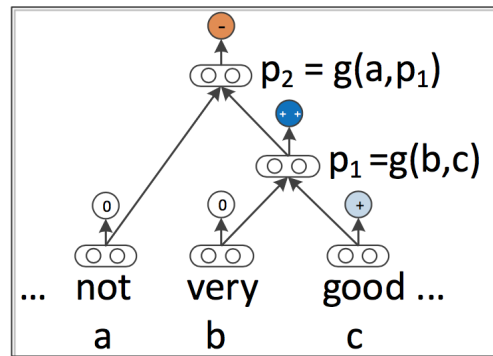 -
p₂ = g(a,p₁)
+ +
p₁ =g(b,c)
0 0 +
... not very good ...
a b c